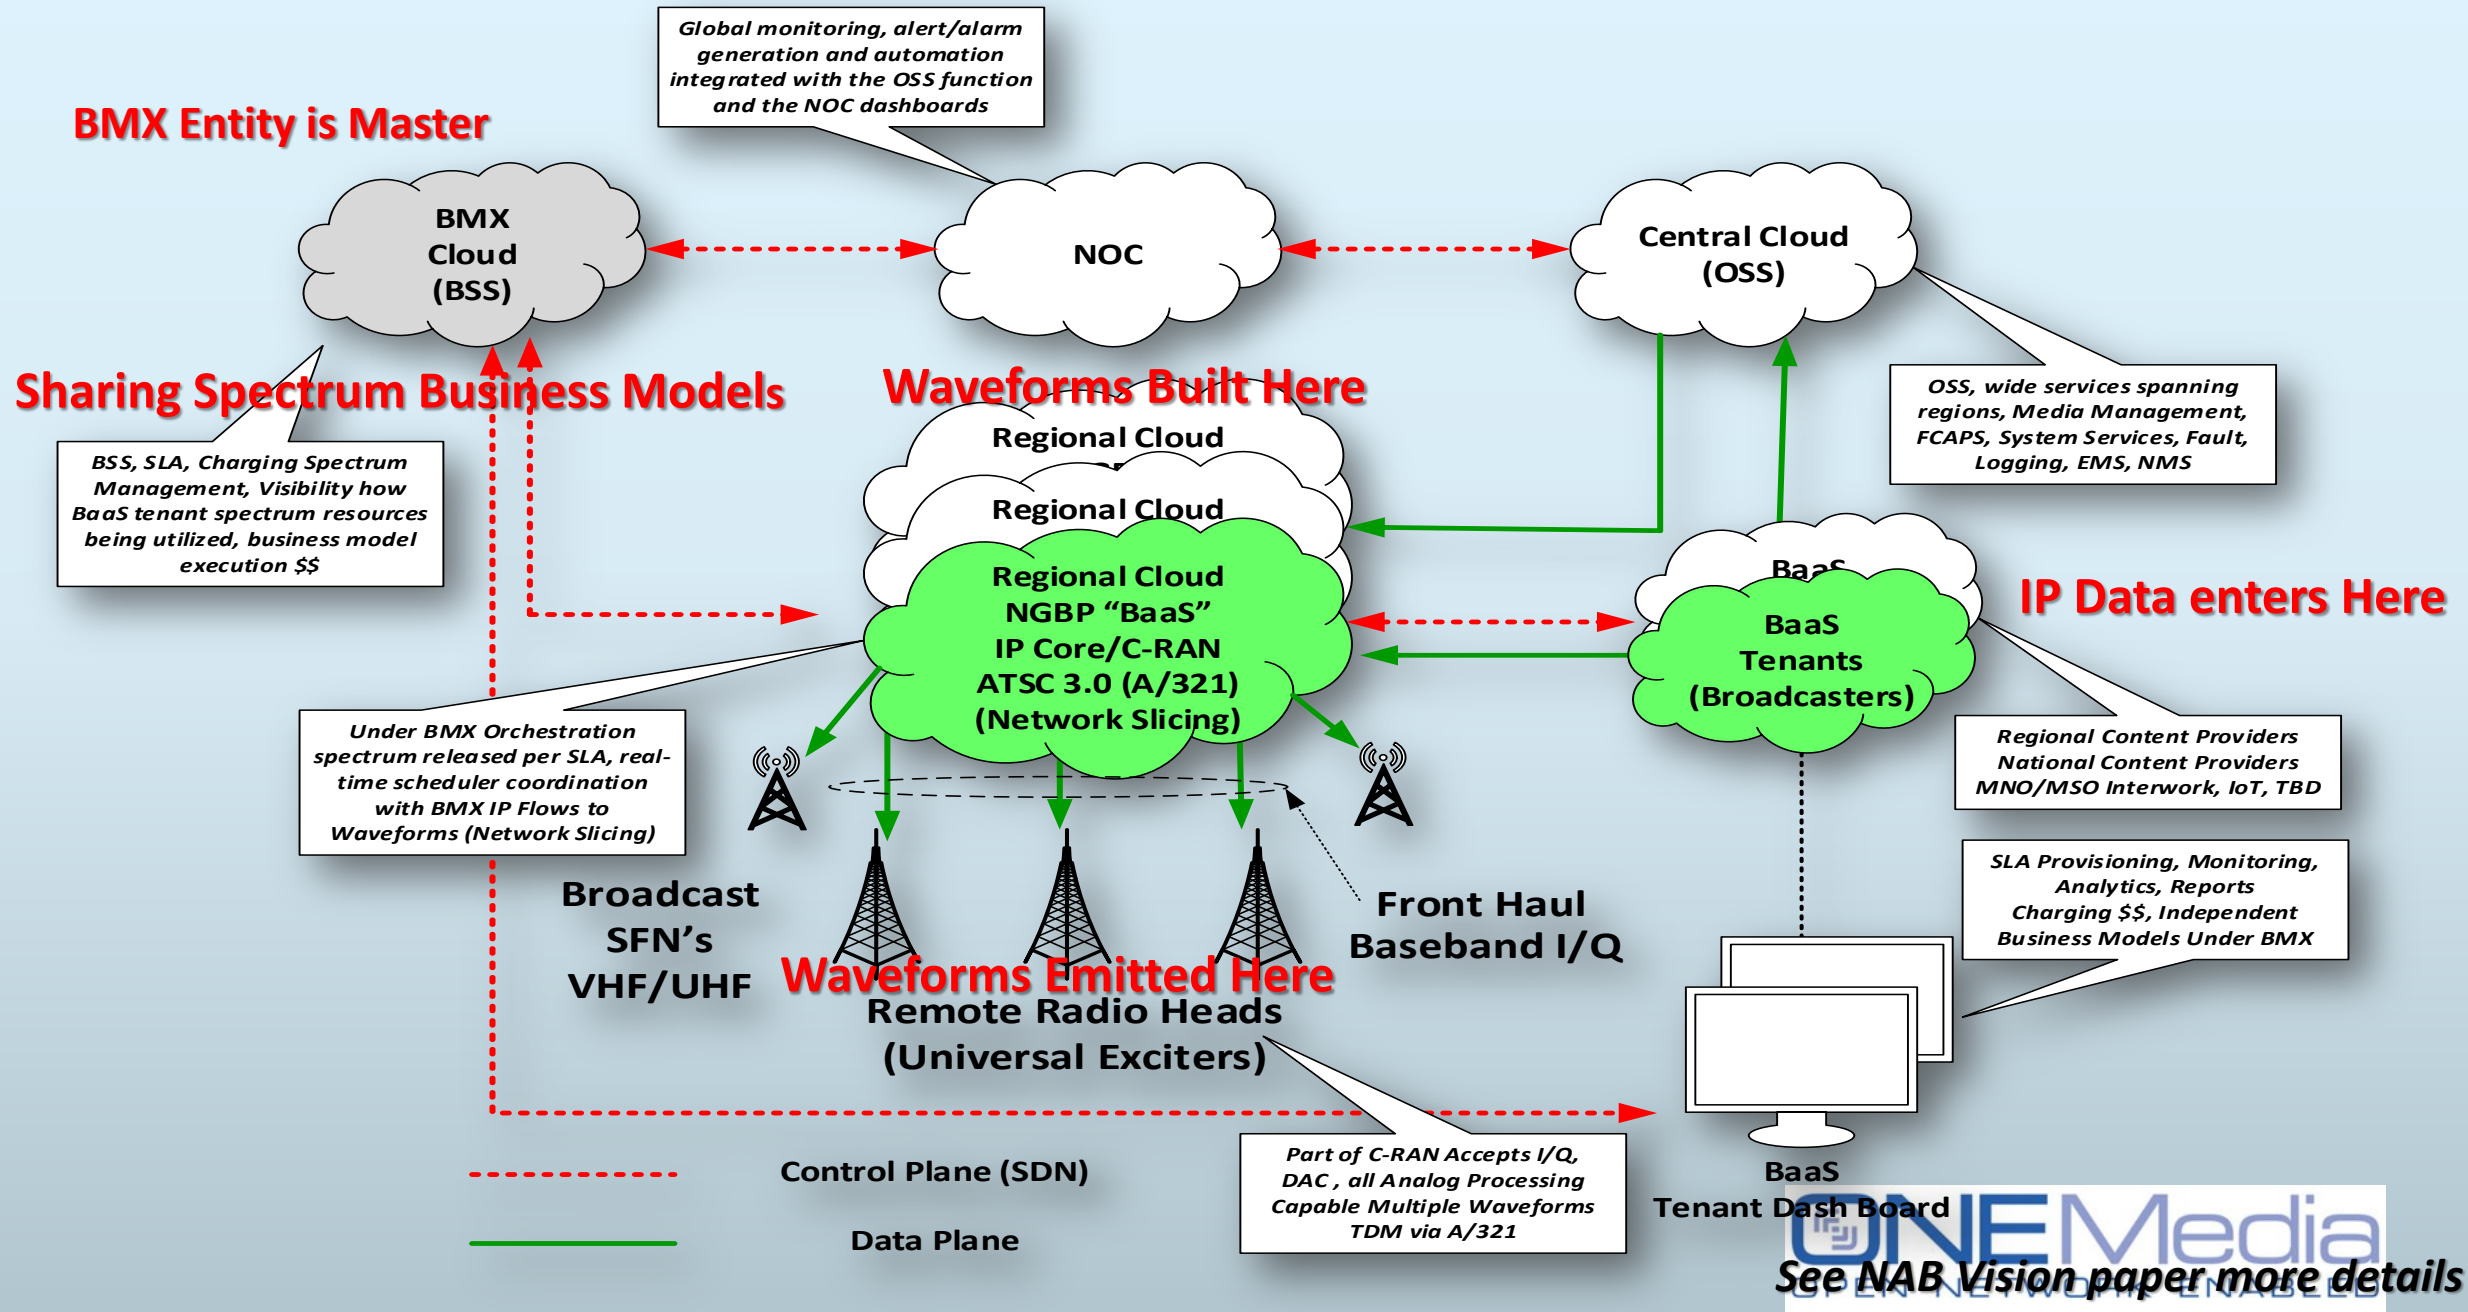 Global monitoring, alert/alarm
generation and automation
integrated with the OSS function
and the NOC dashboards
BMX Entity is Master
BMX
Cloud
(BSS)
NOC
Central Cloud
(OSS)
Sharing Spectrum Business Models
Waveforms Built Here
OSS, wide services spanning
regions, Media Management,
FCAPS, System Services, Fault,
Logging, EMS, NMS
BSS, SLA, Charging Spectrum
Management, Visibility how
BaaS tenant spectrum resources
being utilized, business model
execution $$
Regional Cloud
Regional Cloud
Regional Cloud
NGBP “BaaS”
IP Core/C-RAN
ATSC 3.0 (A/321)
(Network Slicing)
BaaS
BaaS
Tenants
(Broadcasters)
IP Data enters Here
Under BMX Orchestration
spectrum released per SLA, real-
time scheduler coordination
with BMX IP Flows to
Waveforms (Network Slicing)
Regional Content Providers
National Content Providers
MNO/MSO Interwork, IoT, TBD
SLA Provisioning, Monitoring,
Analytics, Reports
Charging $$, Independent
Business Models Under BMX
Broadcast
SFN’s
VHF/UHF
Front Haul
Baseband I/Q
Waveforms Emitted Here
Remote Radio Heads
(Universal Exciters)
Part of C-RAN Accepts I/Q,
DAC , all Analog Processing
Capable Multiple Waveforms
TDM via A/321
Control Plane (SDN)
Data Plane
BaaS
Tenant Dash Board
ONEMedia
OPEN NETWORK ENABLED
See NAB Vision paper more details